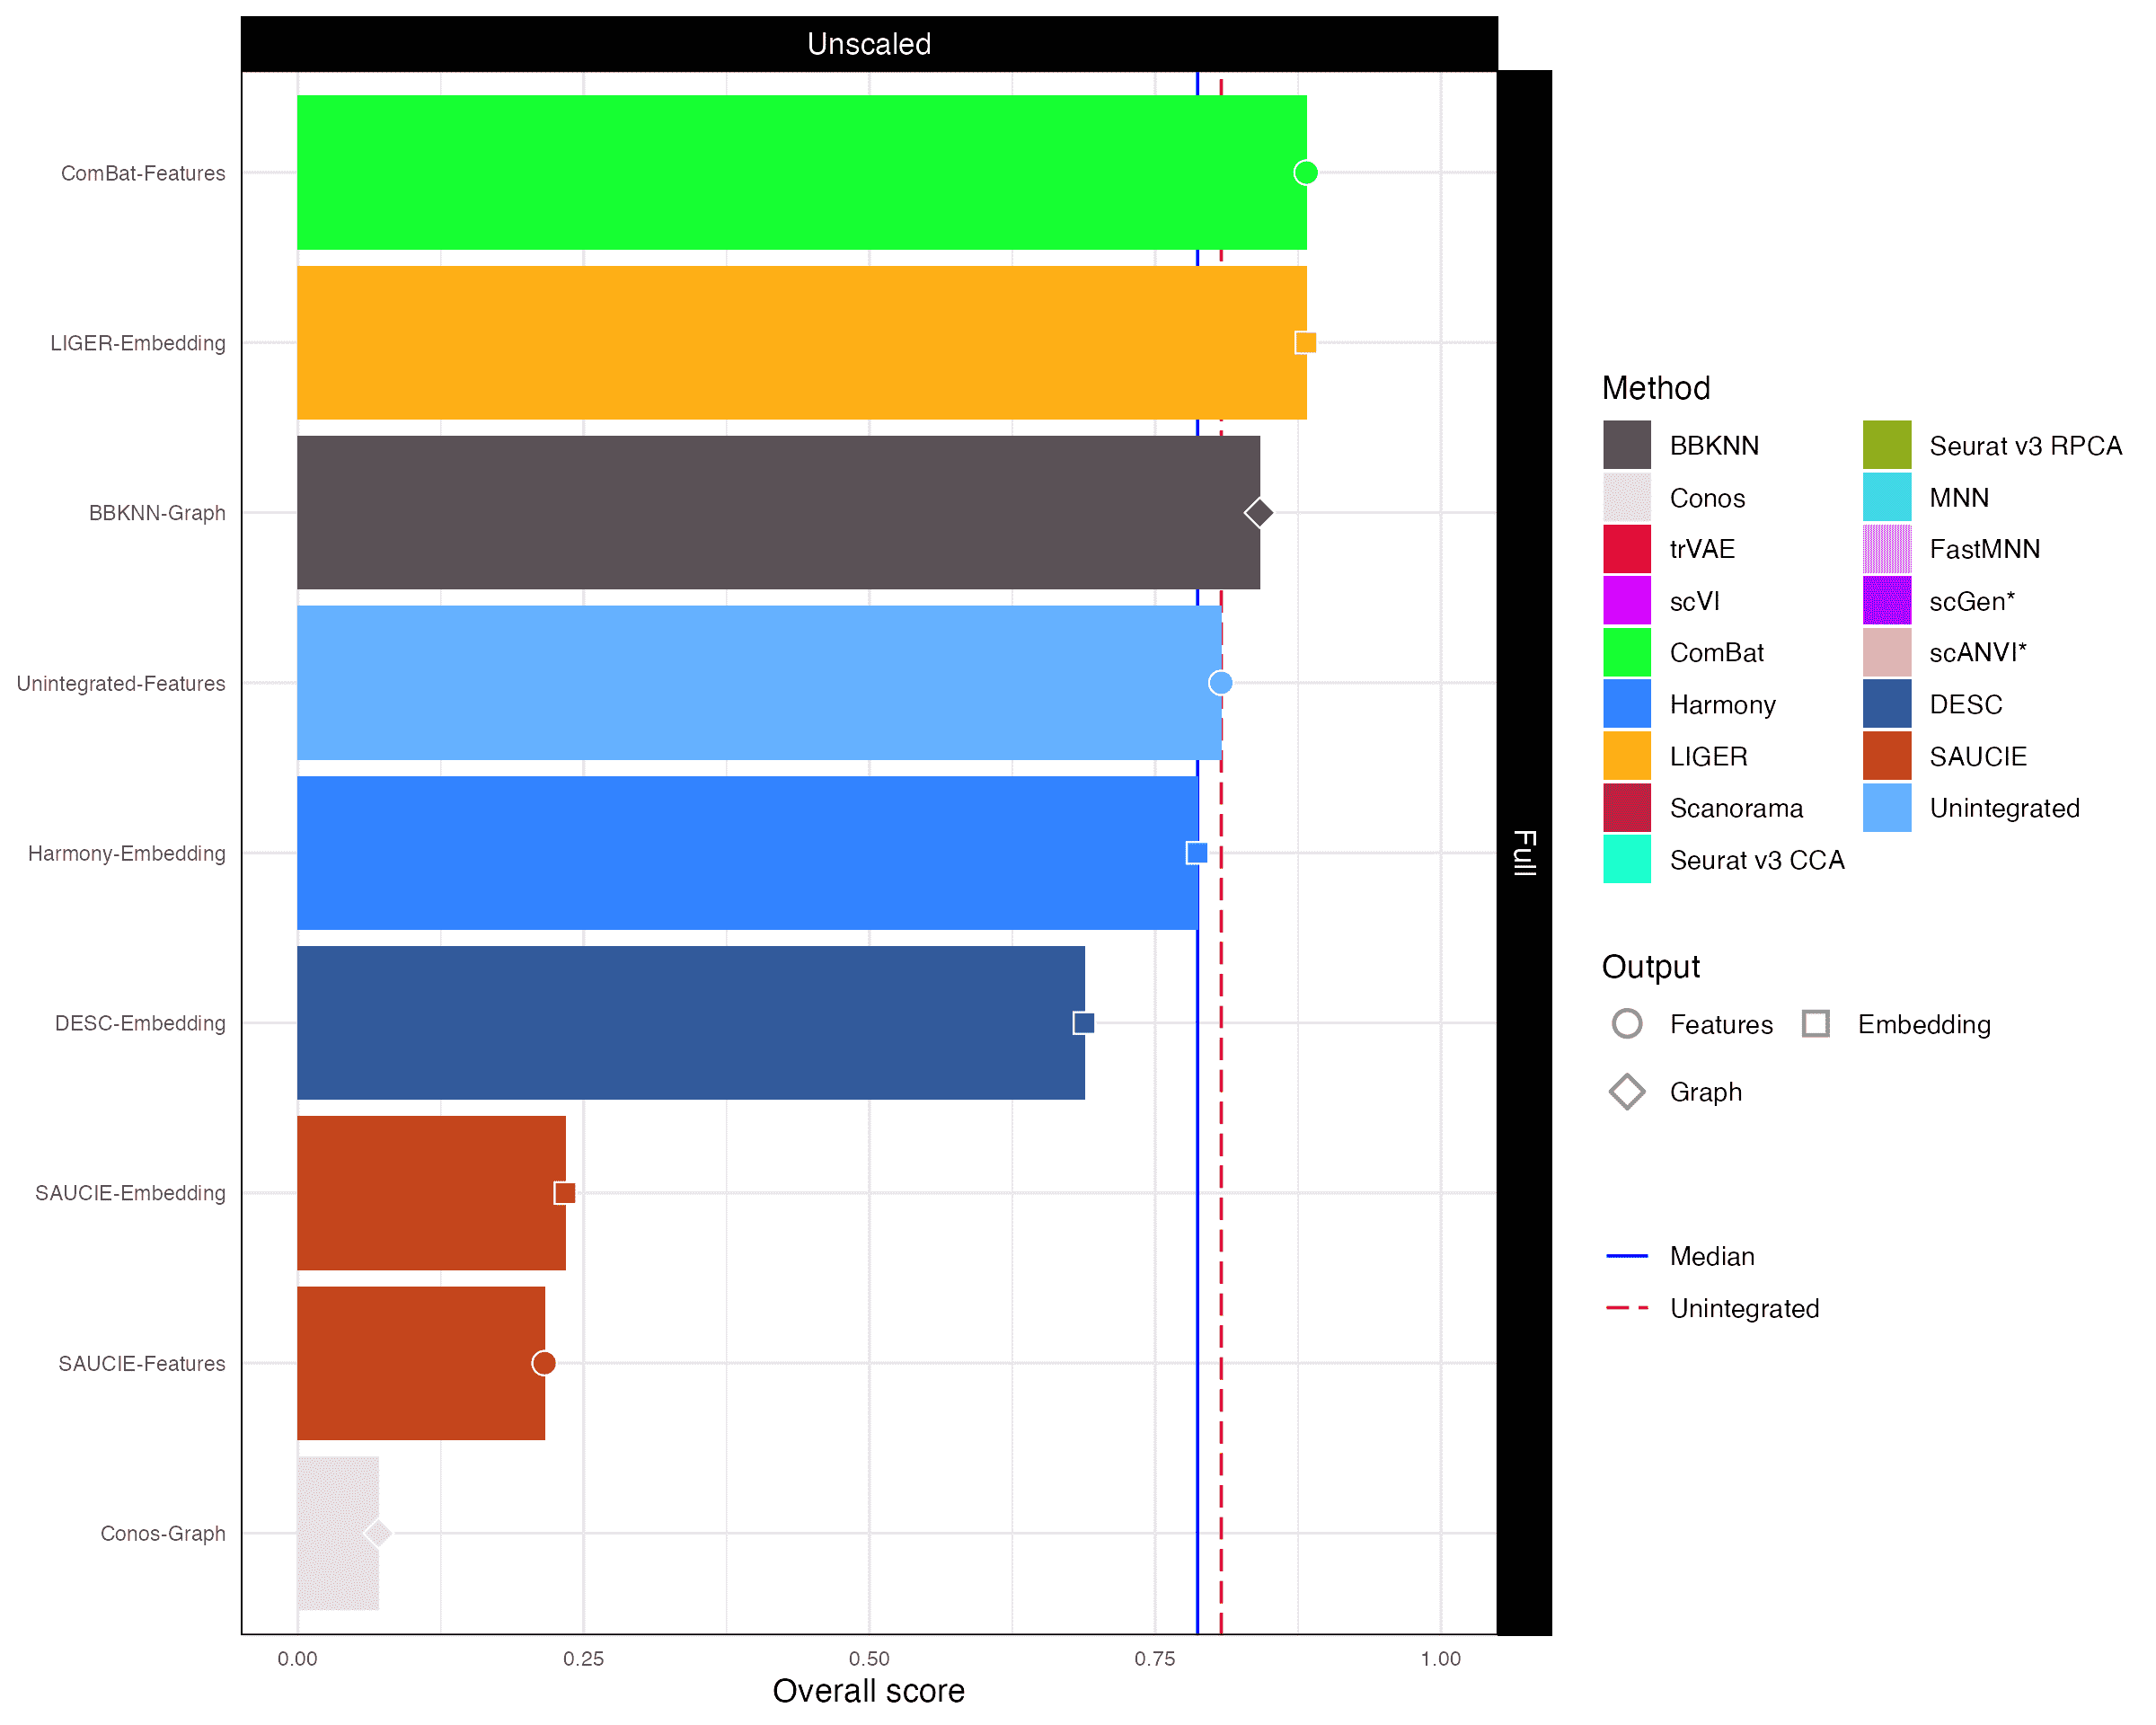 Unscaled
ComBat-Features
LIGER-Embedding
BBKNN-Graph
Unintegrated-Features
Harmony-Embedding
DESC-Embedding
SAUCIE-Embedding
SAUCIE-Features
Conos-Graph
0.00 0.25 0.50 0.75 1.00
Overall score
Full
Method
BBKNN
Conos
trVAE
scVI
ComBat
Harmony
LIGER
Scanorama
Seurat v3 CCA
Seurat v3 RPCA
MNN
FastMNN
scGen*
scANVI*
DESC
SAUCIE
Unintegrated
Output
Features Embedding
Graph
Median
Unintegrated